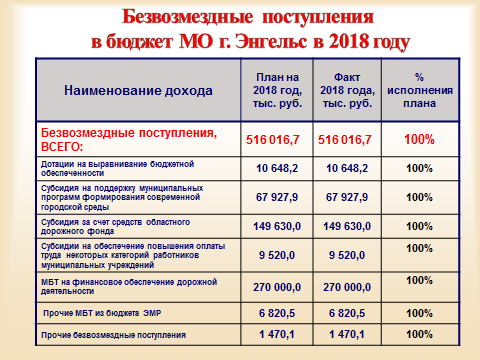 Безвозмездные поступления
в бюджет МО г. Энгельс в 2018 году
Наименование дохода
План на
2018 год,
тыс. руб.
Факт
2018 года,
тыс. руб.
%
исполнения
плана
Безвозмездные поступления,
ВСЕГО:
516 016,7
516 016,7
100%
Дотации на выравнивание бюджетной
обеспеченности
10 648,2
10 648,2
100%
Субсидия на поддержку муниципальных
программ формирования современной
городской среды
67 927,9
67 927,9
100%
Субсидия за счет средств областного
дорожного фонда
149 630,0
149 630,0
100%
Субсидии на обеспечение повышения оплаты
труда некоторых категорий работников
муниципальных учреждений
9 520,0
9 520,0
100%
МБТ на финансовое обеспечение дорожной
деятельности
270 000,0
270 000,0
100%
Прочие МБТ из бюджета ЭМР
6 820,5
6 820,5
100%
Прочие безвозмездные поступления
1 470,1
1 470,1
100%